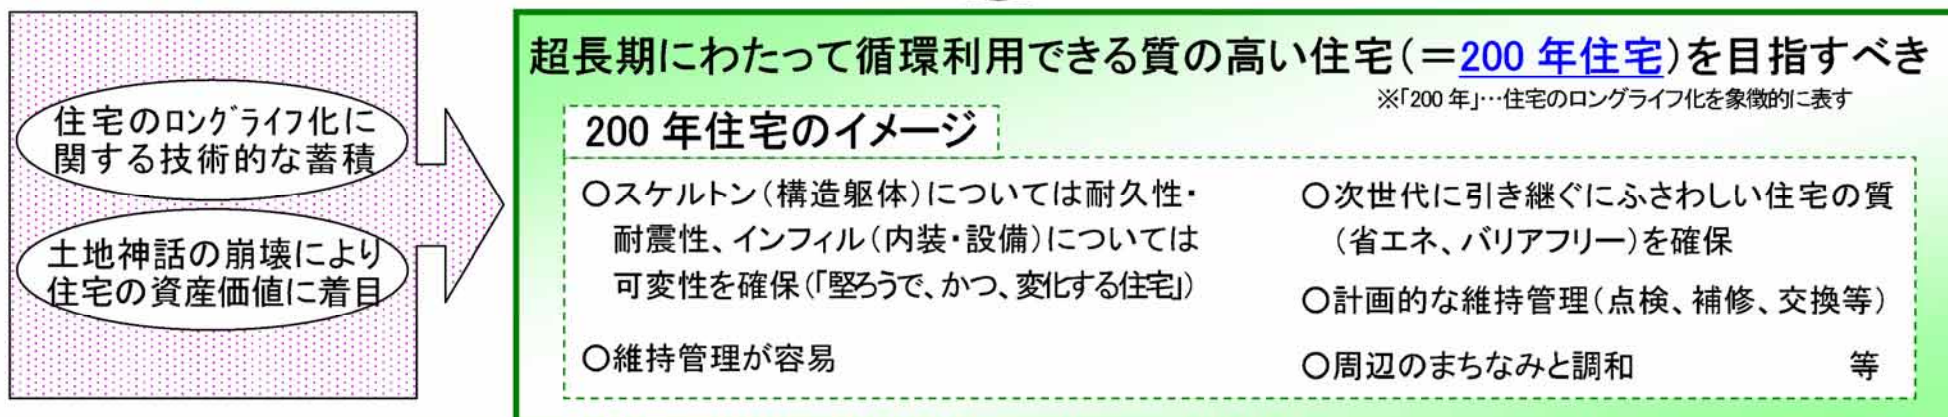 住宅のﾛﾝｸﾞﾗｲﾌ化に
関する技術的な蓄積
土地神話の崩壊により
住宅の資産価値に着目
超長期にわたって循環利用できる質の高い住宅(=200 年住宅)を目指すべき
※「200 年」…住宅のロングライフ化を象徴的に表す
200 年住宅のイメージ
○スケルトン(構造躯体)については耐久性・
耐震性、インフィル(内装・設備)については
可変性を確保(「堅ろうで、かつ、変化する住宅」)
○維持管理が容易
○次世代に引き継ぐにふさわしい住宅の質
(省エネ、バリアフリー)を確保
○計画的な維持管理(点検、補修、交換等)
○周辺のまちなみと調和 等